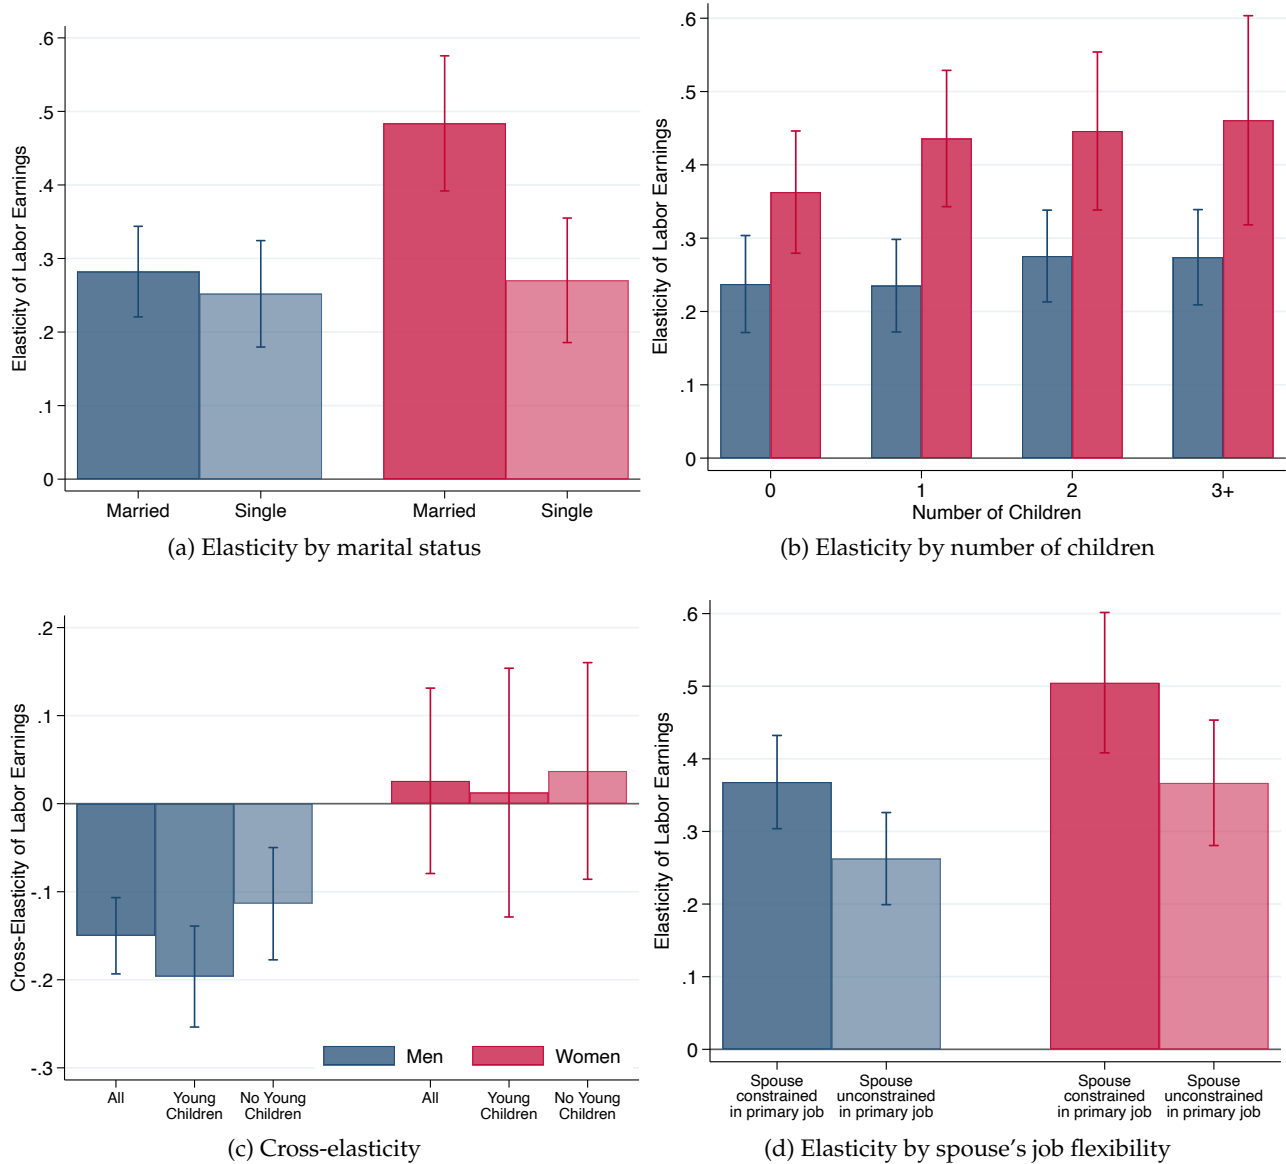 Elasticity of Labor Earnings
.6
.5
.4
.3
.2
.1
0
Married
Single
Married
Single
(a) Elasticity by marital status
Elasticity of Labor Earnings
.6
.5
.4
.3
.2
.1
0
0
1
2
3+
Number of Children
(b) Elasticity by number of children
Cross-Elasticity of Labor Earnings
.2
.1
0
-.1
-.2
-.3
Men
Women
All
Young
Children
No Young
Children
All
Young
Children
No Young
Children
(c) Cross-elasticity
Elasticity of Labor Earnings
.6
.5
.4
.3
.2
.1
0
Spouse
constrained
in primary job
Spouse
unconstrained
in primary job
Spouse
constrained
in primary job
Spouse
unconstrained
in primary job
(d) Elasticity by spouse's job flexibility